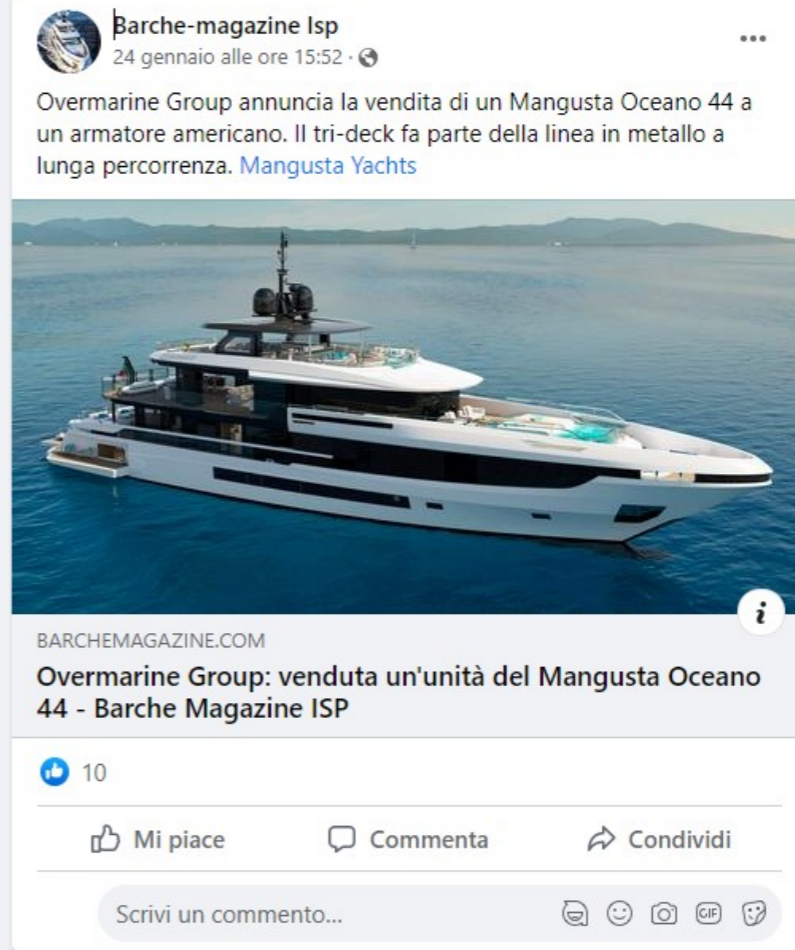 Barche-magazine Isp
24 gennaio alle ore 15:52 ·
Overmarine Group annuncia la vendita di un Mangusta Oceano 44 a
un armatore americano. Il tri-deck fa parte della linea in metallo a
lunga percorrenza. Mangusta Yachts
BARCHEMAGAZINE.COM
Overmarine Group: venduta un'unità del Mangusta Oceano
44 - Barche Magazine ISP
10
Mi piace Commenta Condividi
Scrivi un commento... GIF